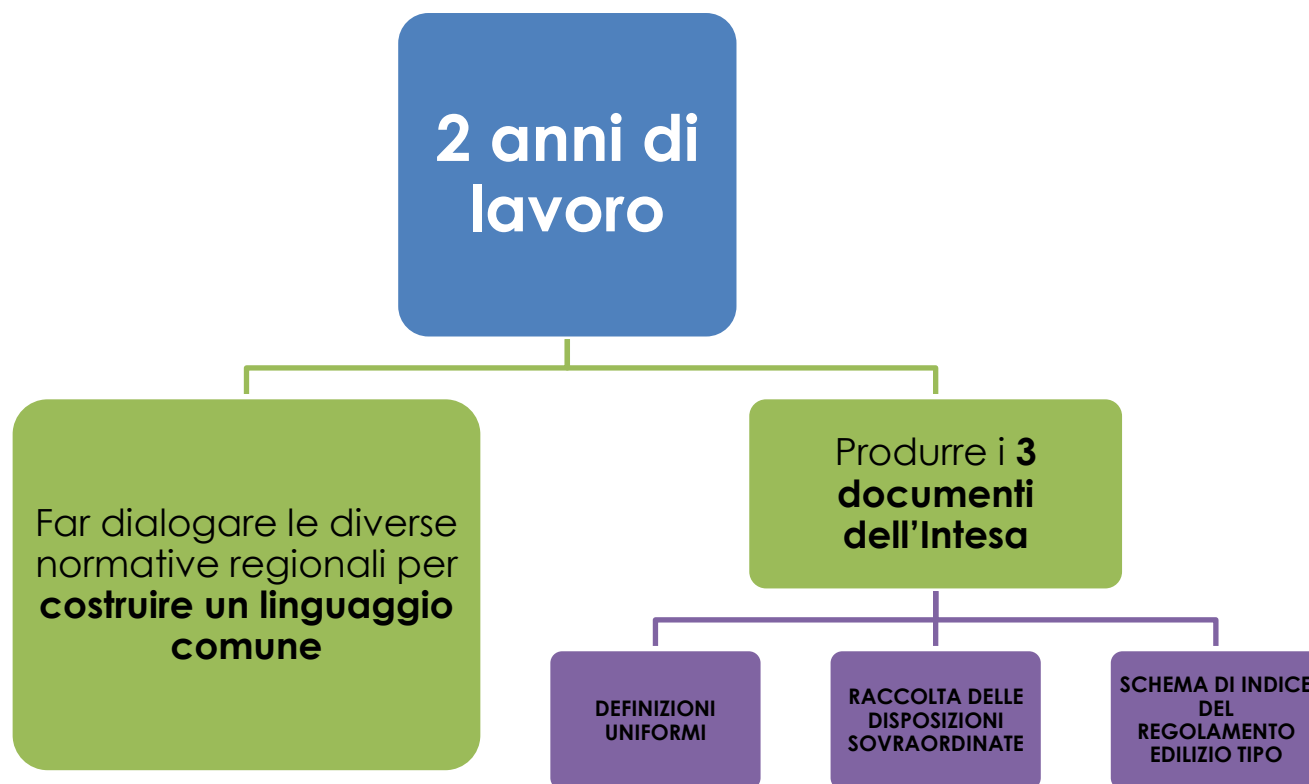 2 anni di
lavoro
Far dialogare le diverse
normative regionali per
costruire un linguaggio
comune
Produrre i 3
documenti
dell’Intesa
DEFINIZIONI
UNIFORMI
RACCOLTA DELLE
DISPOSIZIONI
SOVRAORDINATE
SCHEMA DI INDICE
DEL
REGOLAMENTO
EDILIZIO TIPO